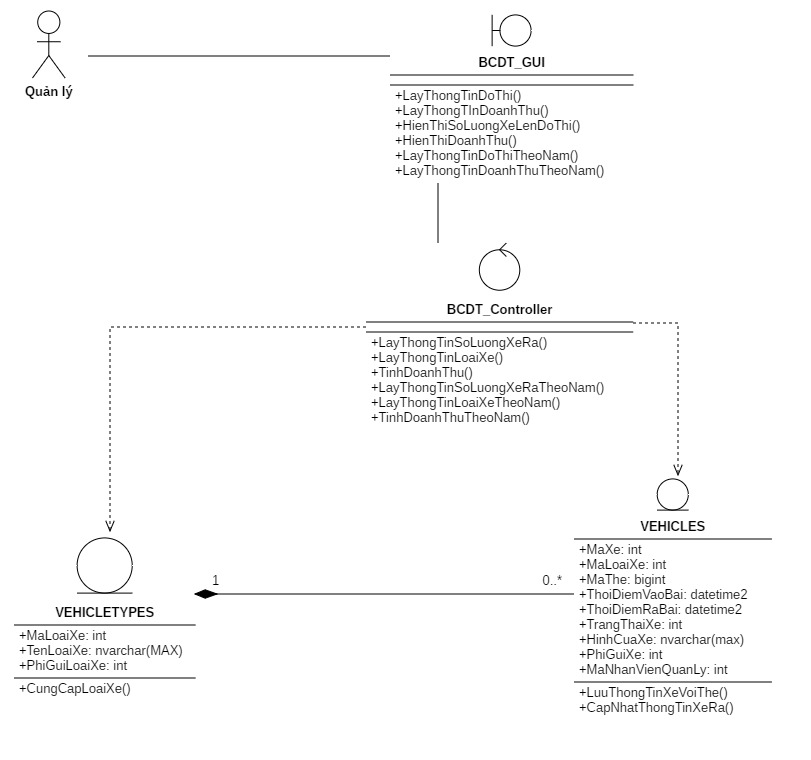 Quản lý
BCDT_GUI
+LayThongTinDoThi()
+LayThongTInDoanhThu()
+HienThiSoLuongXeLenDoThi()
+HienThiDoanhThu()
+LayThongTinDoThiTheoNam()
+LayThongTinDoanhThuTheoNam()
BCDT_Controller
+LayThongTinSoLuongXeRa()
+LayThongTinLoaiXe()
+TinhDoanhThu()
+LayThongTinSoLuongXeRaTheoNam()
+LayThongTinLoaiXeTheoNam()
+TinhDoanhThuTheoNam()
VEHICLETYPES
+MaLoaiXe: int
+TenLoaiXe: nvarchar(MAX)
+PhiGuiLoaiXe: int
+CungCapLoaiXe()
1
0..*
VEHICLES
+MaXe: int
+MaLoaiXe: int
+MaThe: bigint
+ThoiDiemVaoBai: datetime2
+ThoiDiemRaBai: datetime2
+TrangThaiXe: int
+HinhCuaXe: nvarchar(max)
+PhiGuiXe: int
+MaNhanVienQuanLy: int
+LuuThongTinXeVoiThe()
+CapNhatThongTinXeRa()